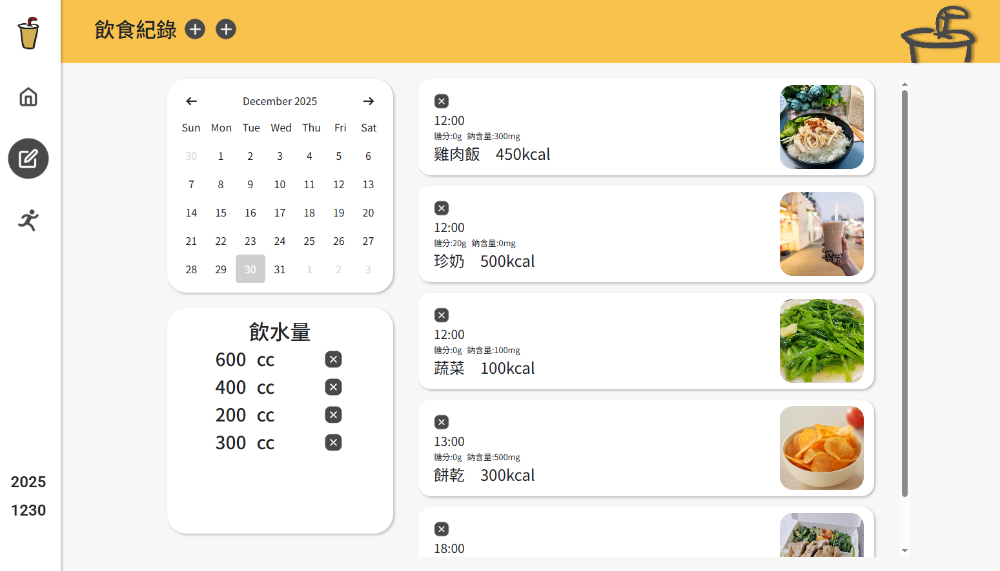 飲食紀錄
December 2025
Sun Mon Tue Wed Thu Fri Sat
30 1 2 3 4 5 6
7 8 9 10 11 12 13
14 15 16 17 18 19 20
21 22 23 24 25 26 27
28 29 30 31 1 2 3
飲水量
600 cc
400 cc
200 cc
300 cc
2025
1230
12:00
糖分:0g 鈉含量:300mg
雞肉飯 450kcal
12:00
糖分:20g 鈉含量:0mg
珍奶 500kcal
12:00
糖分:0g 鈉含量:100mg
蔬菜 100kcal
13:00
糖分:0g 鈉含量:500mg
餅乾 300kcal
18:00